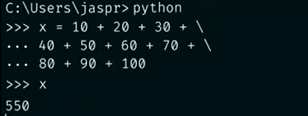 C:\Users\jaspr>python
>>> x = 10 + 20 + 30 + \
... 40 + 50 + 60 + 70 + \
... 80 + 90 + 100
>>> x
550